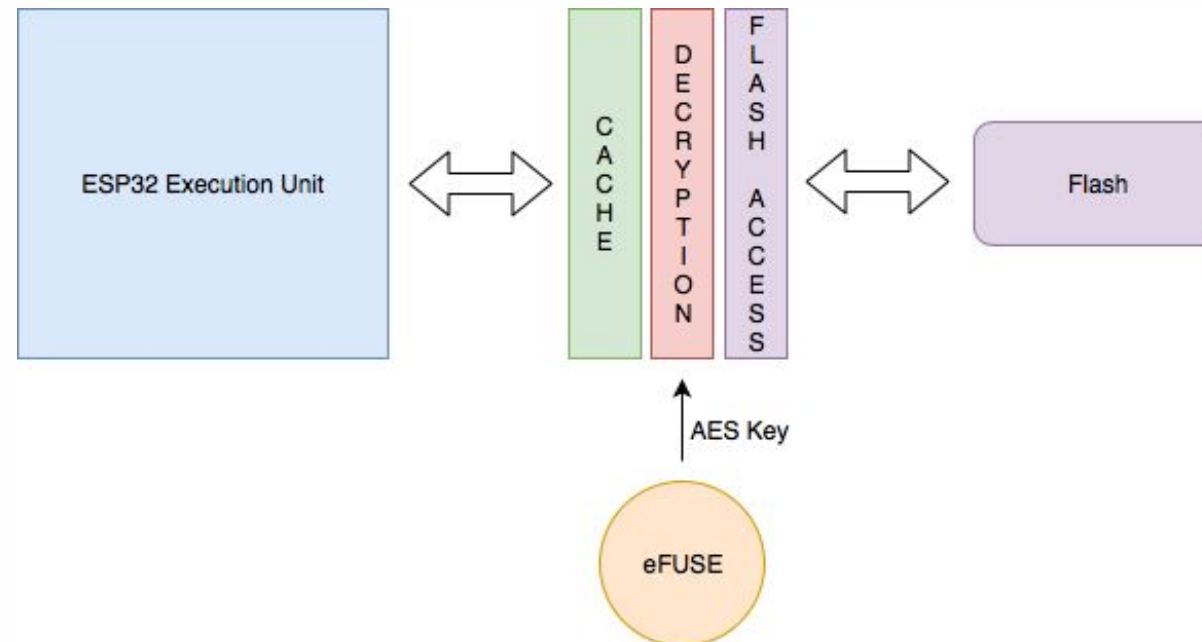 ESP32 Execution Unit
CACHE
DECRYPTION
FLASH ACCESS
Flash
AES Key
eFUSE